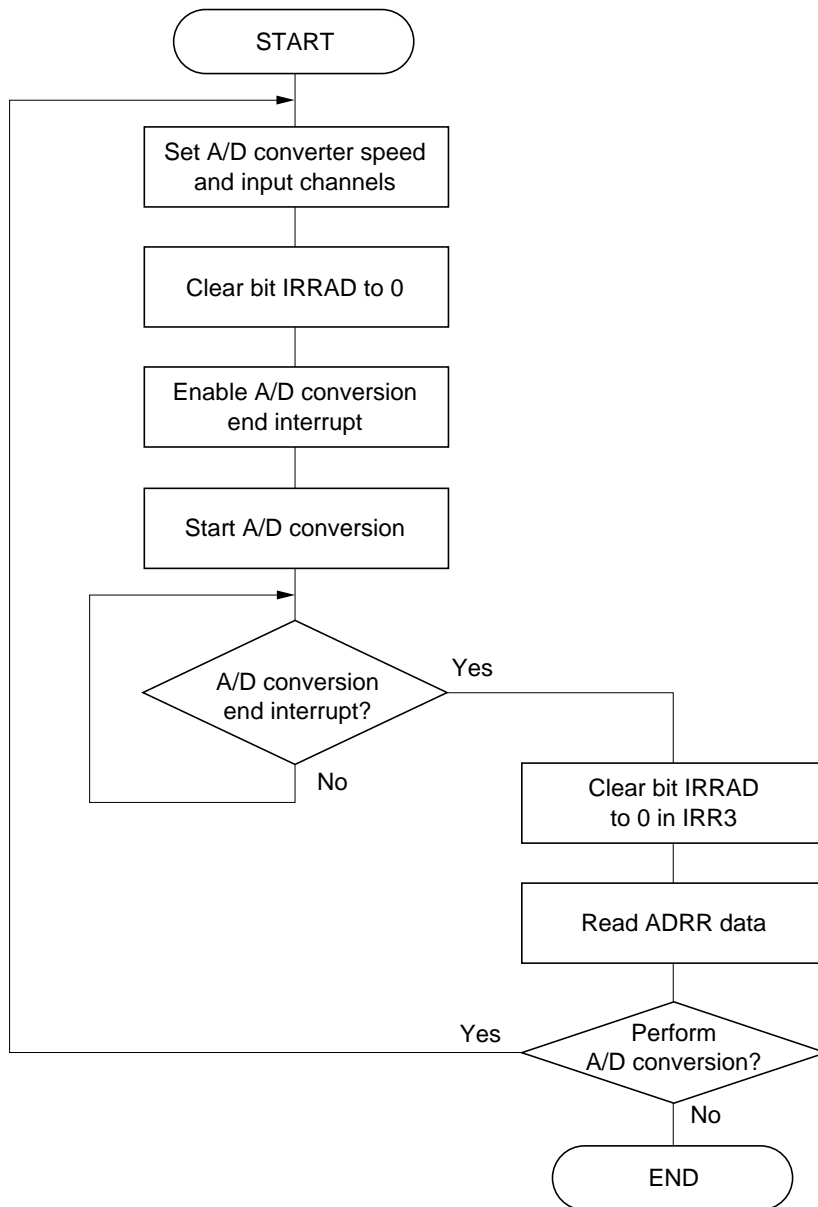 START
Set A/D converter speed
and input channels
Clear bit IRRAD to 0
Enable A/D conversion
end interrupt
Start A/D conversion
A/D conversion
end interrupt?
Yes
No
Clear bit IRRAD
to 0 in IRR3
Read ADRR data
Perform
A/D conversion?
Yes
No
END